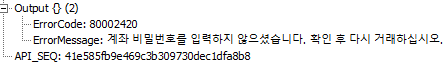 Output {} (2)
ErrorCode: 80002420
ErrorMessage: 계좌 비밀번호를 입력하지 않으셨습니다. 확인 후 다시 거래하십시오.
API_SEQ: 41e585fb9e469c3b309730dec1dfa8b8